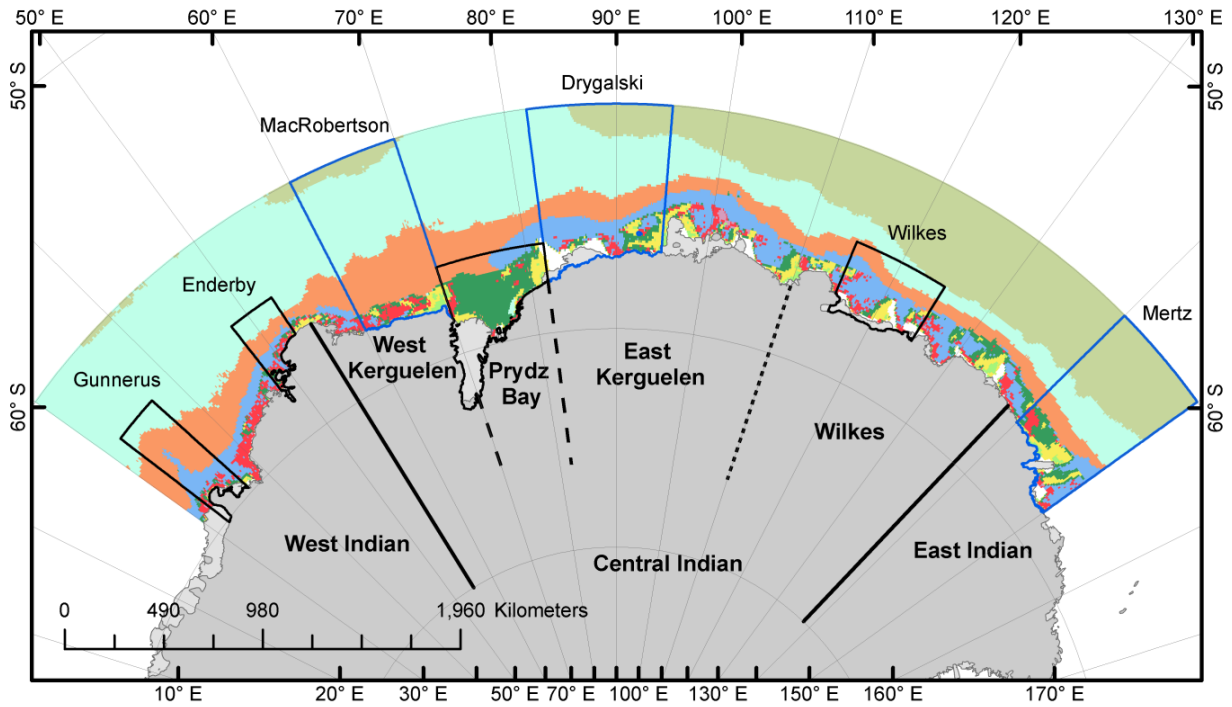 50° E 60° E 70° E 80° E 90° E 100° E 110° E 120° E 130° E
50° S
50° S
Drygalski
MacRobertson
Wilkes
Enderby
Mertz
West
Kerguelen
Prydz
Bay
East
Kerguelen
Gunnerus
60° S
60° S
Wilkes
West Indian
Central Indian
East Indian
0 490 980 1,960 Kilometers
10° E 20° E 30° E 50° E 70° E 100° E 130° E 150° E 160° E 170° E